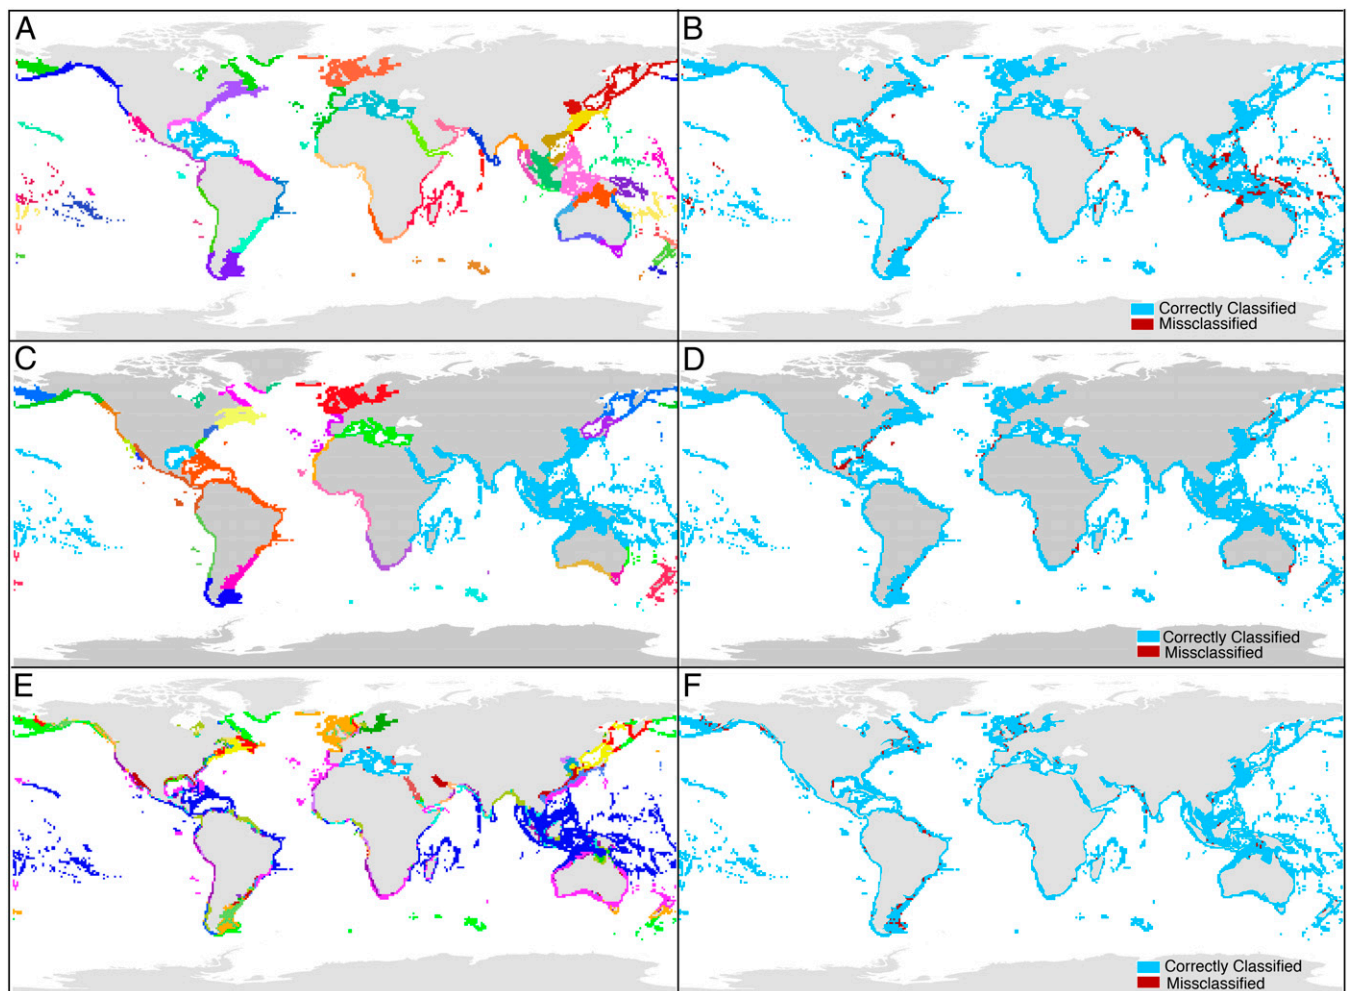 A
B
Correctly Classified
Missclassified
C
D
Correctly Classified
Missclassified
E
F
Correctly Classified
Missclassified